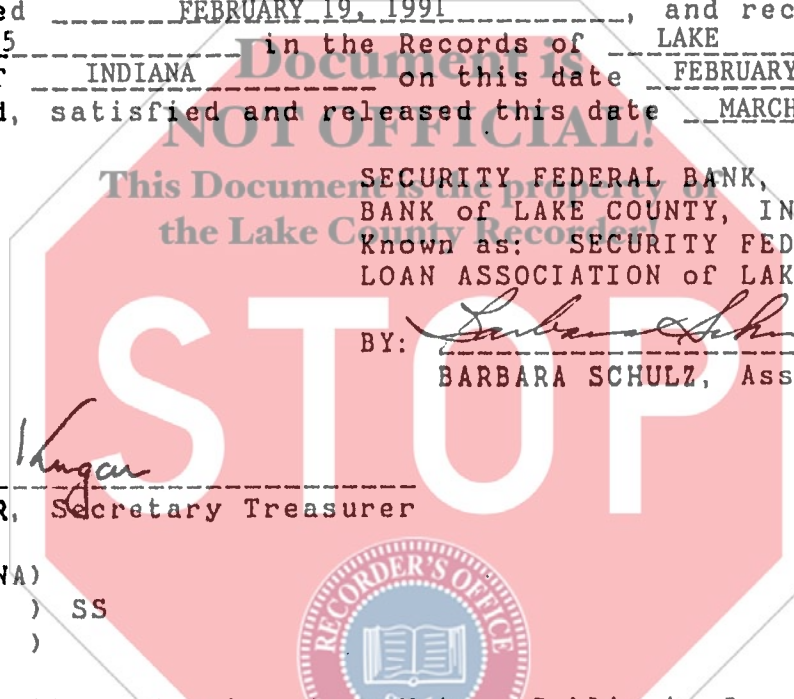 ed FEBRUARY 19, 1991, and rec
5 in the Records of LAKE
INDIANA on this date FEBRUARY
d, satisfied and released this date MARCH
Document is
NOT OFFICIAL!
This Document is the property of
the Lake County Recorder!
SECURITY FEDERAL BANK,
BANK of LAKE COUNTY, IN
Known as: SECURITY FED
LOAN ASSOCIATION of LAK
BY: Barbara Sch
BARBARA SCHULZ, Ass
STOP
R, Secretary Treasurer
NA)
) SS
)
RECORDER'S OFFICE